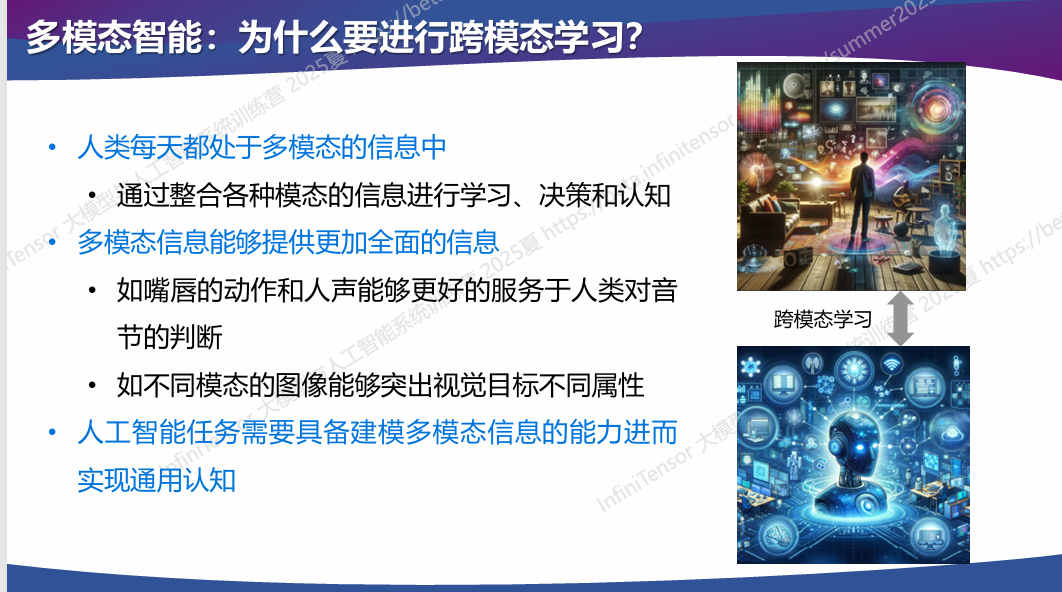 多模态智能：为什么要进行跨模态学习？
• 人类每天都处于多模态的信息中
• 通过整合各种模态的信息进行学习、决策和认知
• 多模态信息能够提供更加全面的信息
• 如嘴唇的动作和人声能够更好的服务于人类对音
节的判断
• 如不同模态的图像能够突出视觉目标不同属性
• 人工智能任务需要具备建模多模态信息的能力进而
实现通用认知
跨模态学习
InfiniTensor 大模型与人工智能系统训练营 2025夏 https://beta.infinitensor